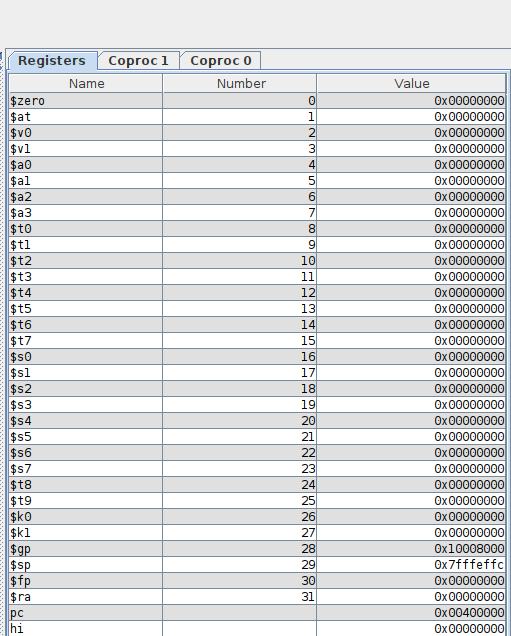 Registers Coproc 1 Coproc 0
Name Number Value
$zero 0 0x00000000
$at 1 0x00000000
$v0 2 0x00000000
$v1 3 0x00000000
$a0 4 0x00000000
$a1 5 0x00000000
$a2 6 0x00000000
$a3 7 0x00000000
$t0 8 0x00000000
$t1 9 0x00000000
$t2 10 0x00000000
$t3 11 0x00000000
$t4 12 0x00000000
$t5 13 0x00000000
$t6 14 0x00000000
$t7 15 0x00000000
$s0 16 0x00000000
$s1 17 0x00000000
$s2 18 0x00000000
$s3 19 0x00000000
$s4 20 0x00000000
$s5 21 0x00000000
$s6 22 0x00000000
$s7 23 0x00000000
$t8 24 0x00000000
$t9 25 0x00000000
$k0 26 0x00000000
$k1 27 0x00000000
$gp 28 0x10008000
$sp 29 0x7fffeffc
$fp 30 0x00000000
$ra 31 0x00000000
pc 0x00400000
hi 0x00000000